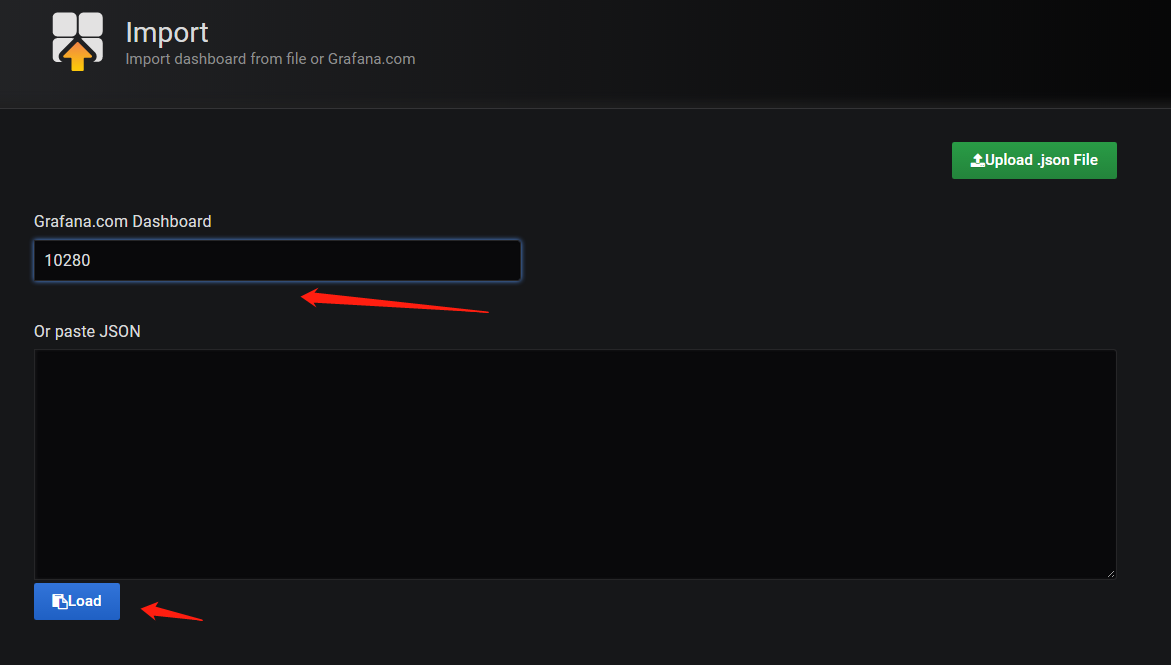 Import
Import dashboard from file or Grafana.com
Upload .json File
Grafana.com Dashboard
10280
Or paste JSON
Load